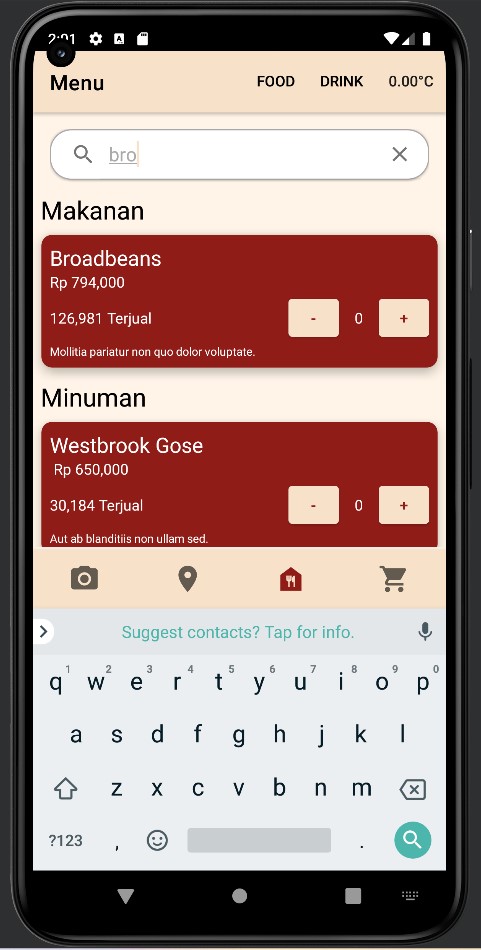 2:01
Menu FOOD DRINK 0.00°C
bro
Makanan
Broadbeans
Rp 794,000
126,981 Terjual - 0 +
Mollitia pariatur non quo dolor voluptate.
Minuman
Westbrook Gose
Rp 650,000
30,184 Terjual - 0 +
Aut ab blanditiis non ullam sed.
Suggest contacts? Tap for info.
1 2 3 4 5 6 7 8 9 0
q w e r t y u i o p
a s d f g h j k l
z x c v b n m
?123 , .